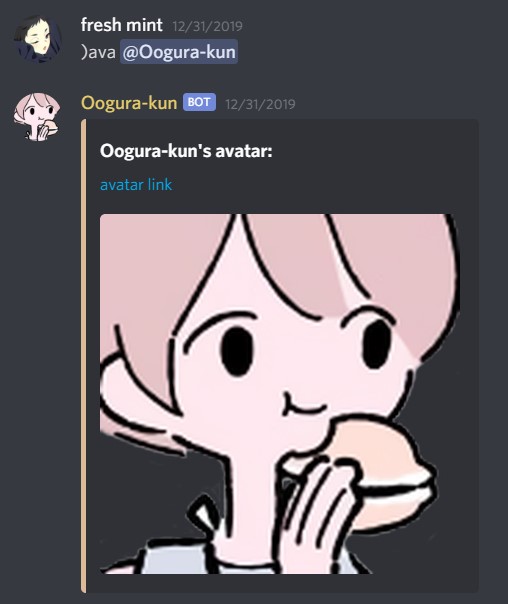 fresh mint 12/31/2019
)ava @Oogura-kun
Oogura-kun BOT 12/31/2019
Oogura-kun's avatar:
avatar link